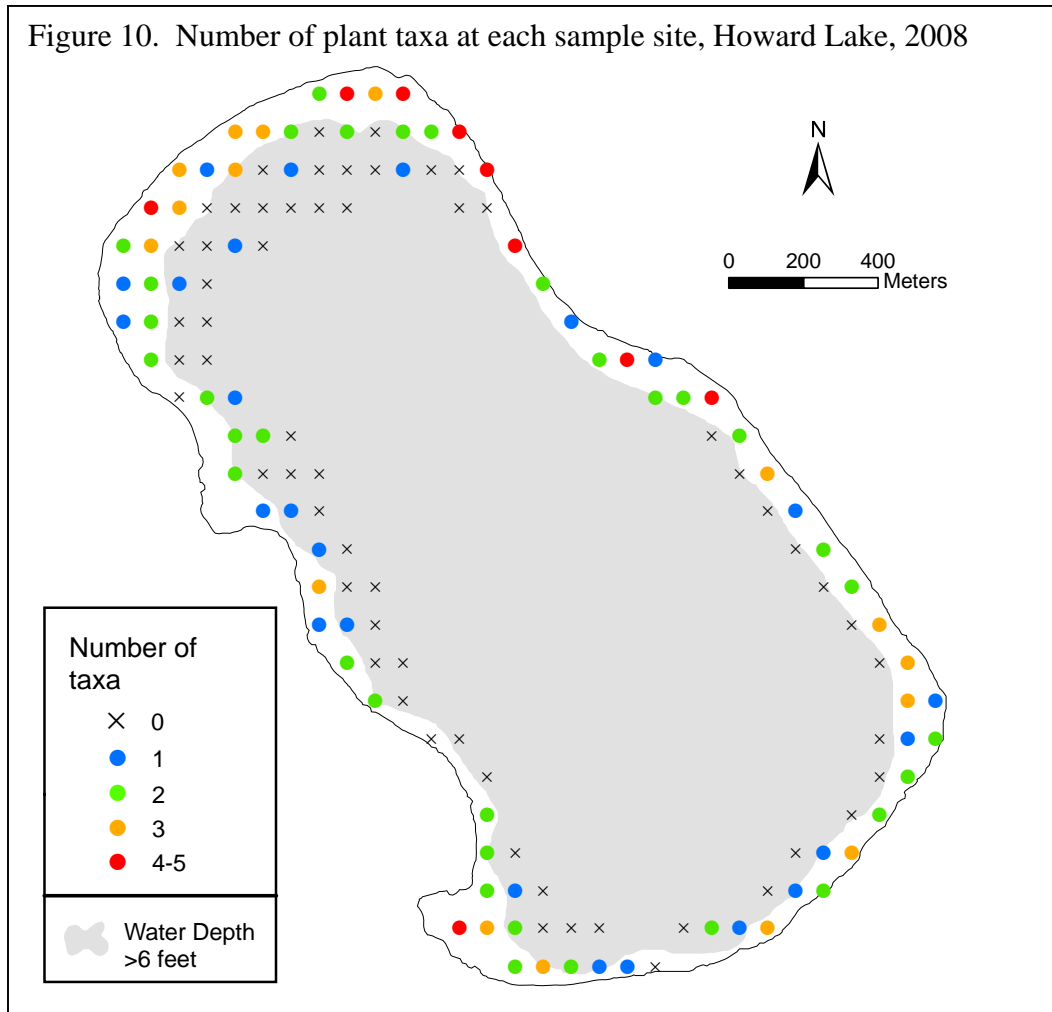 Figure 10. Number of plant taxa at each sample site, Howard Lake, 2008
N
0 200 400
Meters
Number of
taxa
0
1
2
3
4-5
Water Depth
>6 feet